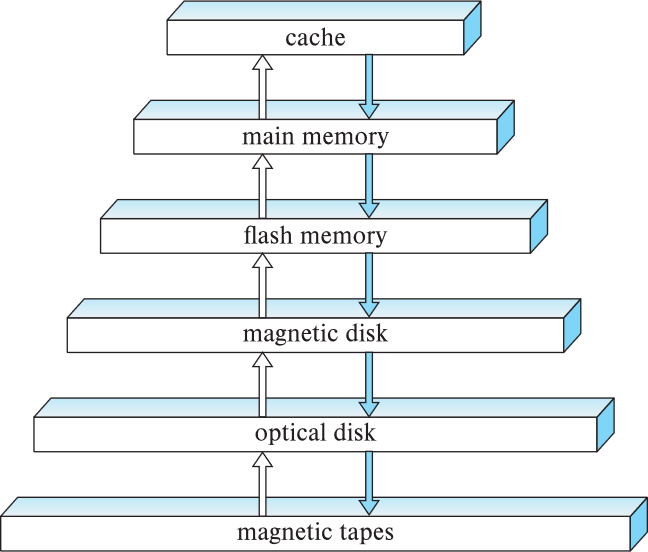 cache
main memory
flash memory
magnetic disk
optical disk
magnetic tapes